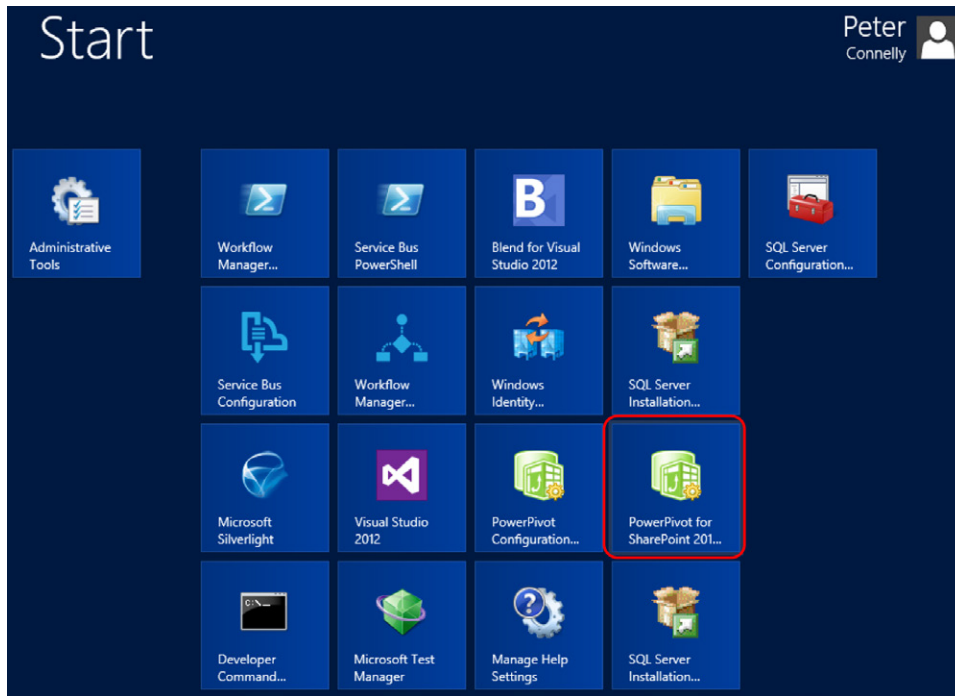 Start
Peter
Connelly
Administrative
Tools
Workflow
Manager...
Service Bus
PowerShell
Blend for Visual
Studio 2012
Windows
Software...
SQL Server
Configuration...
Service Bus
Configuration
Workflow
Manager...
Windows
Identity...
SQL Server
Installation...
Microsoft
Silverlight
Visual Studio
2012
PowerPivot
Configuration...
PowerPivot for
SharePoint 201...
Developer
Command...
Microsoft Test
Manager
Manage Help
Settings
SQL Server
Installation...